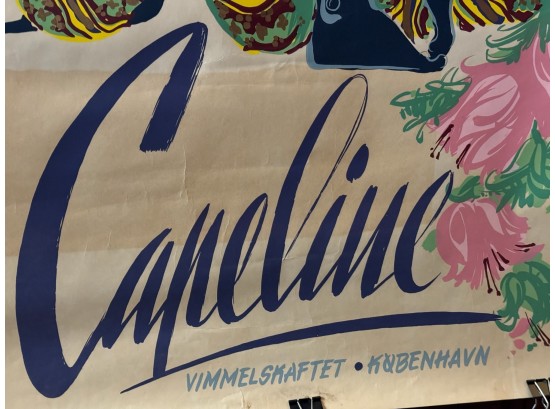 Capeline
VIMMELSKAFTET • KØBENHAVN